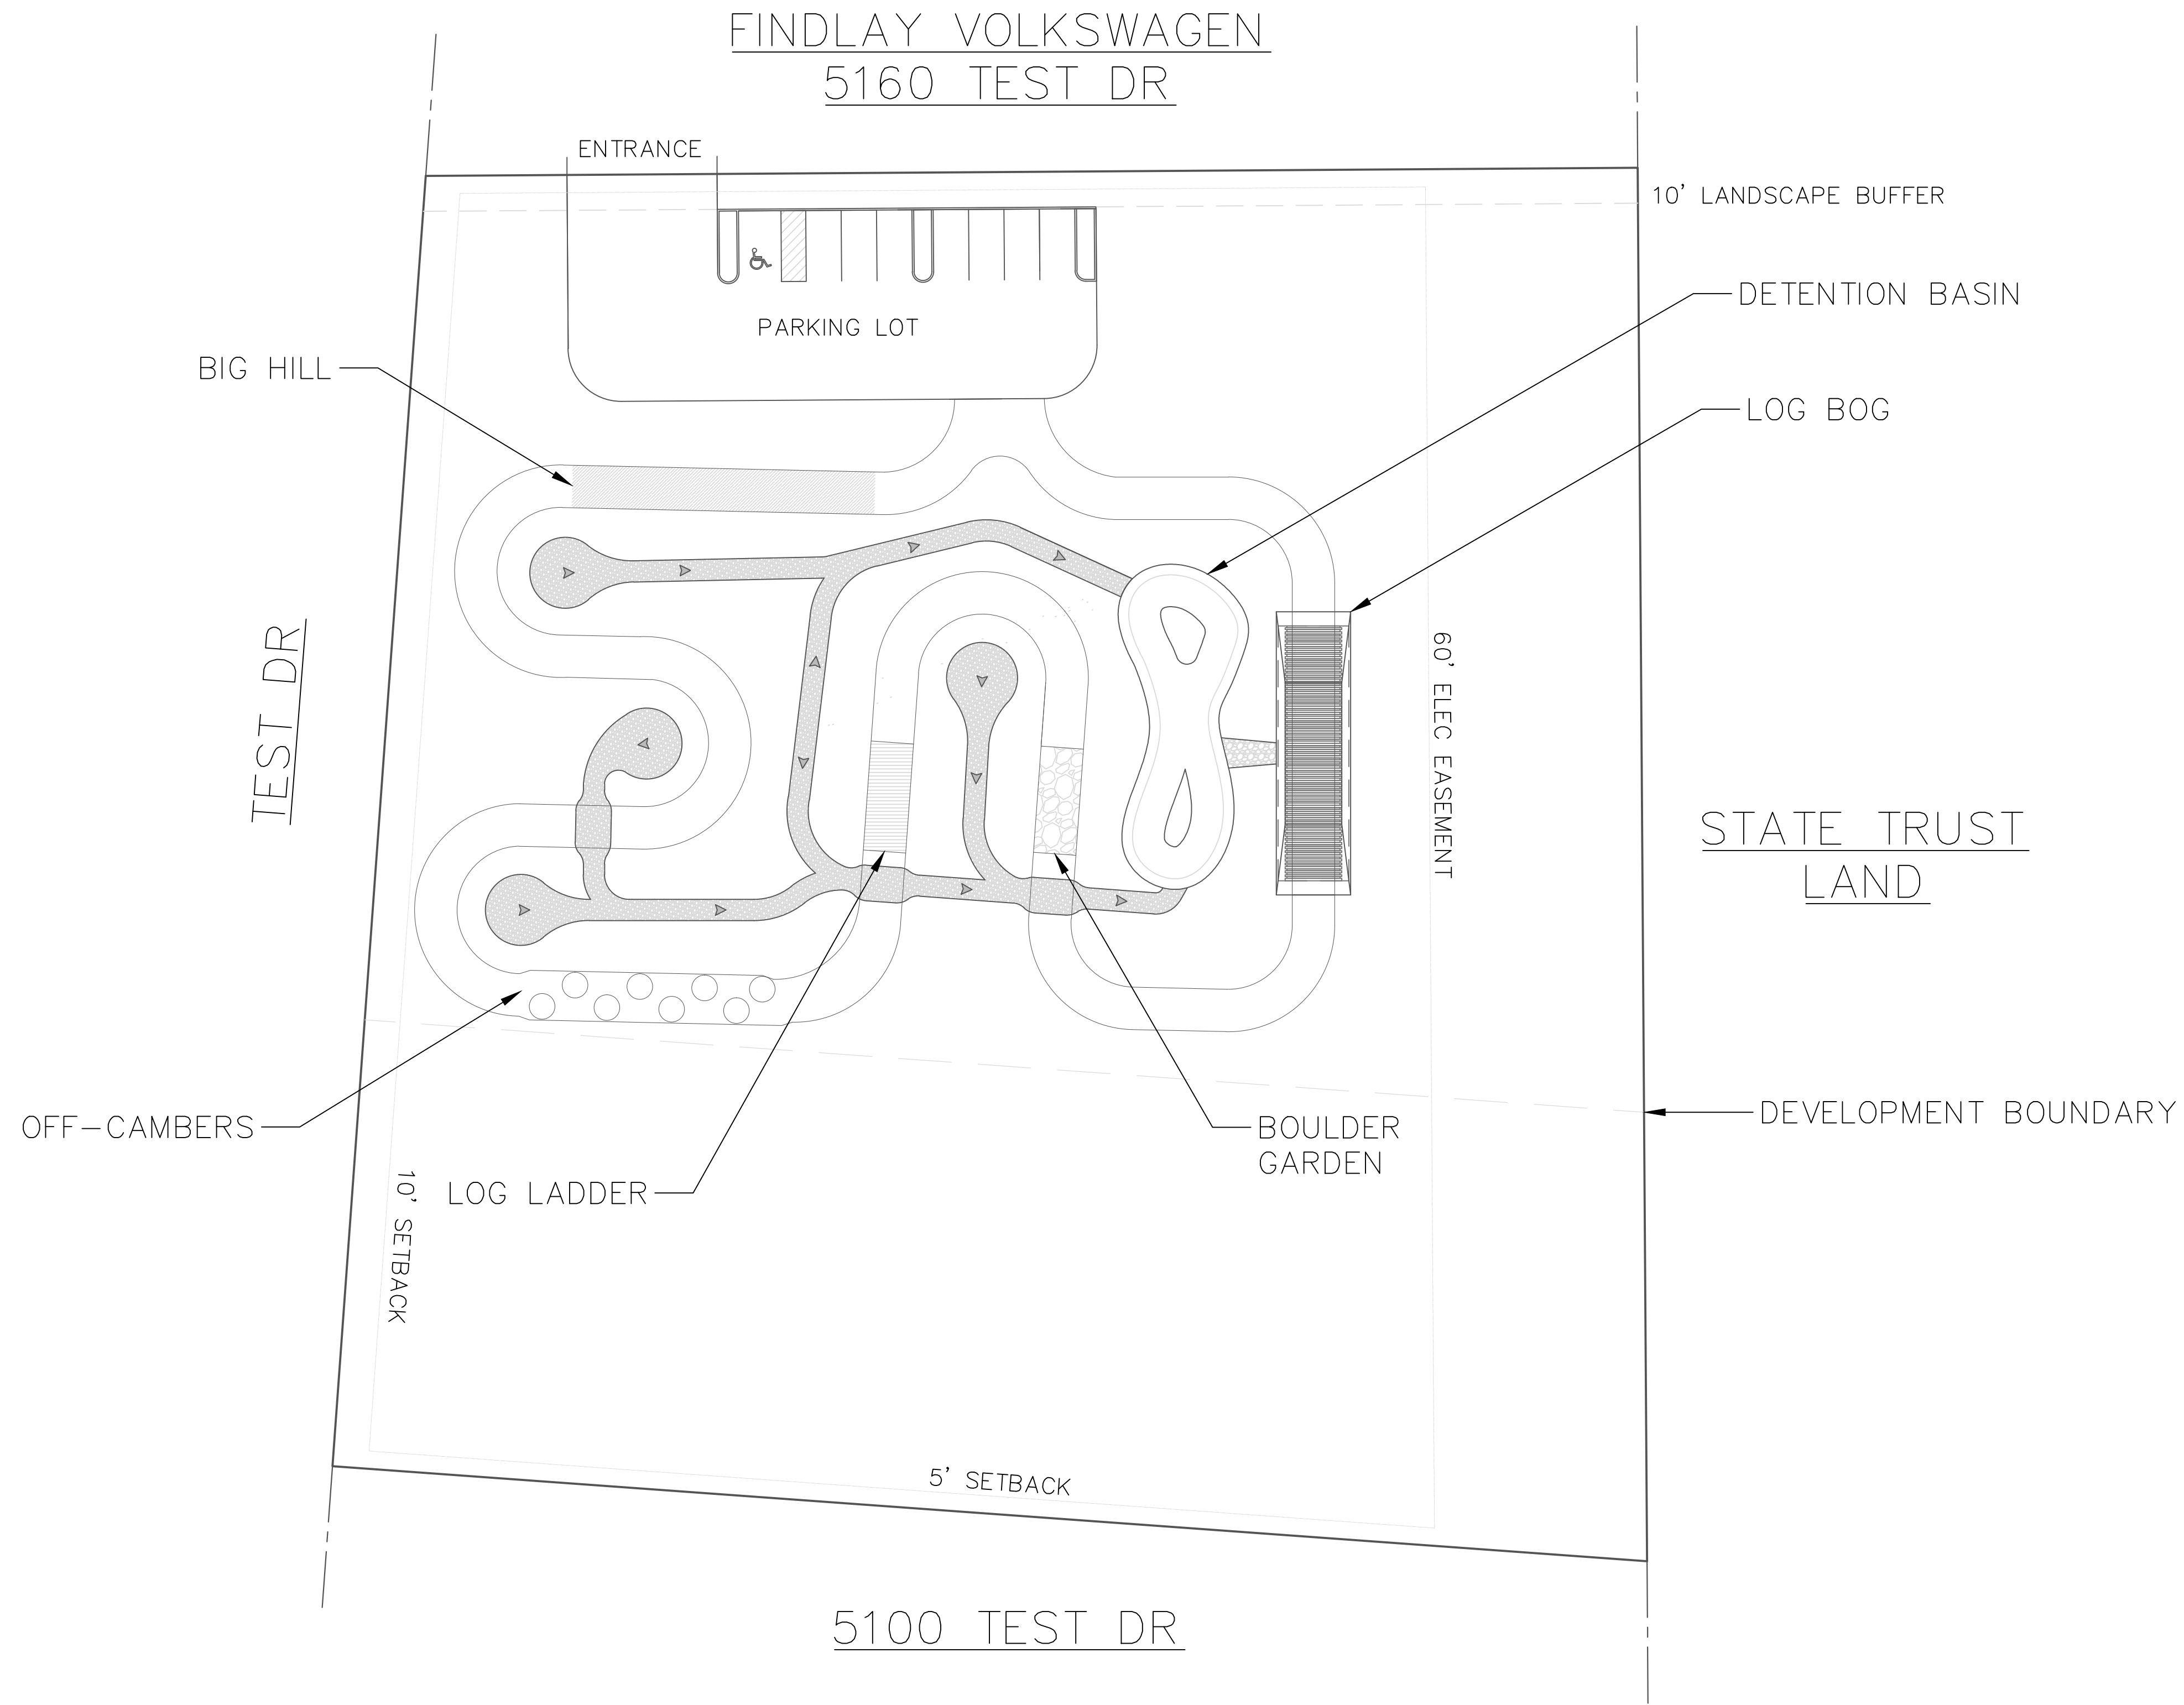 FINDLAY VOLKSWAGEN
5160 TEST DR
ENTRANCE
10' LANDSCAPE BUFFER
DETENTION BASIN
PARKING LOT
BIG HILL
LOG BOG
TEST DR
60' ELEC EASEMENT
STATE TRUST
LAND
OFF-CAMBERS
BOULDER
GARDEN
DEVELOPMENT BOUNDARY
LOG LADDER
10' SETBACK
5' SETBACK
5100 TEST DR